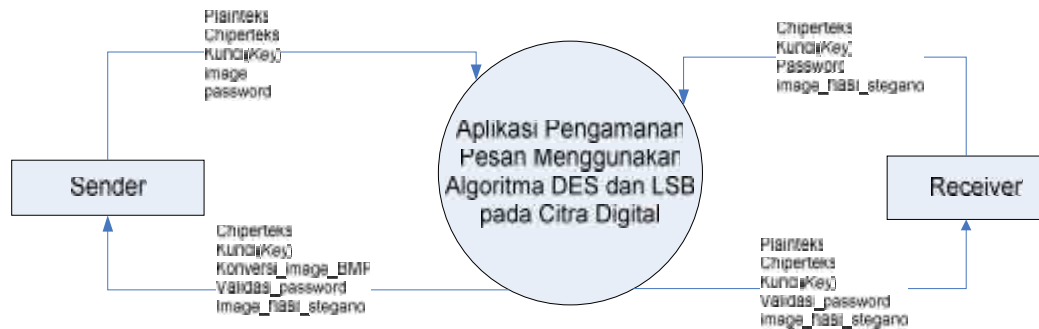 Plainteks
Chiperteks
Kunci(Key)
image
password
Chiperteks
Kunci(Key)
Password
image_hasil_stegano
Aplikasi Pengamanan
Pesan Menggunakan
Algoritma DES dan LSB
pada Citra Digital
Sender
Receiver
Chiperteks
Kunci(Key)
Konversi_image_BMP
Validasi_password
Image_hasil_stegano
Plainteks
Chiperteks
Kunci(Key)
Validasi_password
image_hasil_stegano